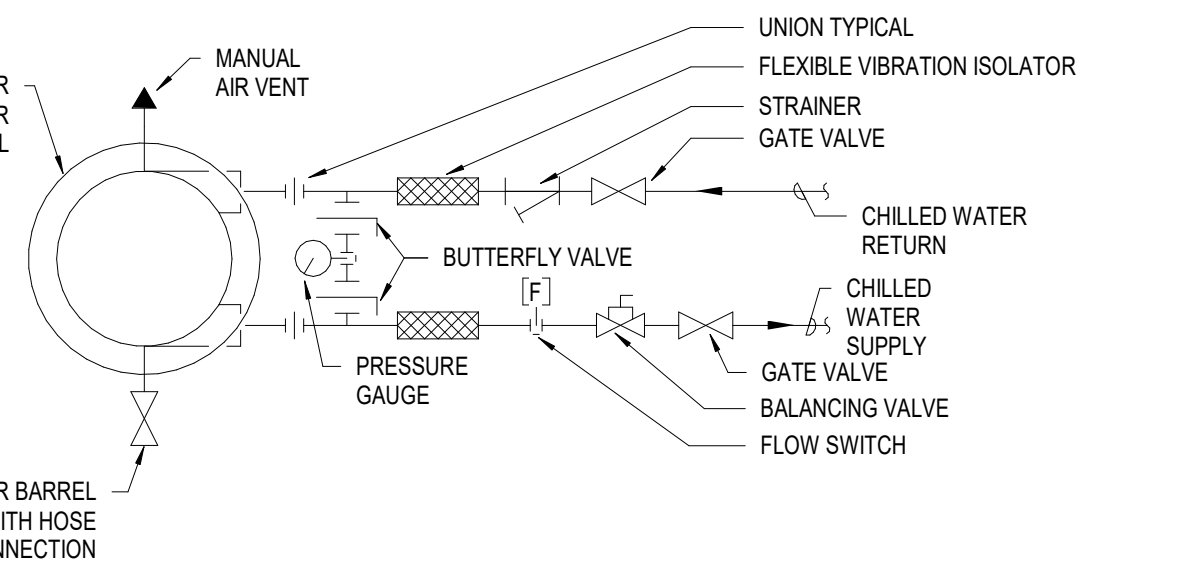 UNION TYPICAL
MANUAL
AIR VENT
FLEXIBLE VIBRATION ISOLATOR
R
R
L
STRAINER
GATE VALVE
CHILLED WATER
RETURN
BUTTERFLY VALVE
[F]
CHILLED
WATER
SUPPLY
PRESSURE
GAUGE
GATE VALVE
BALANCING VALVE
FLOW SWITCH
R BARREL
ITH HOSE
NNECTION